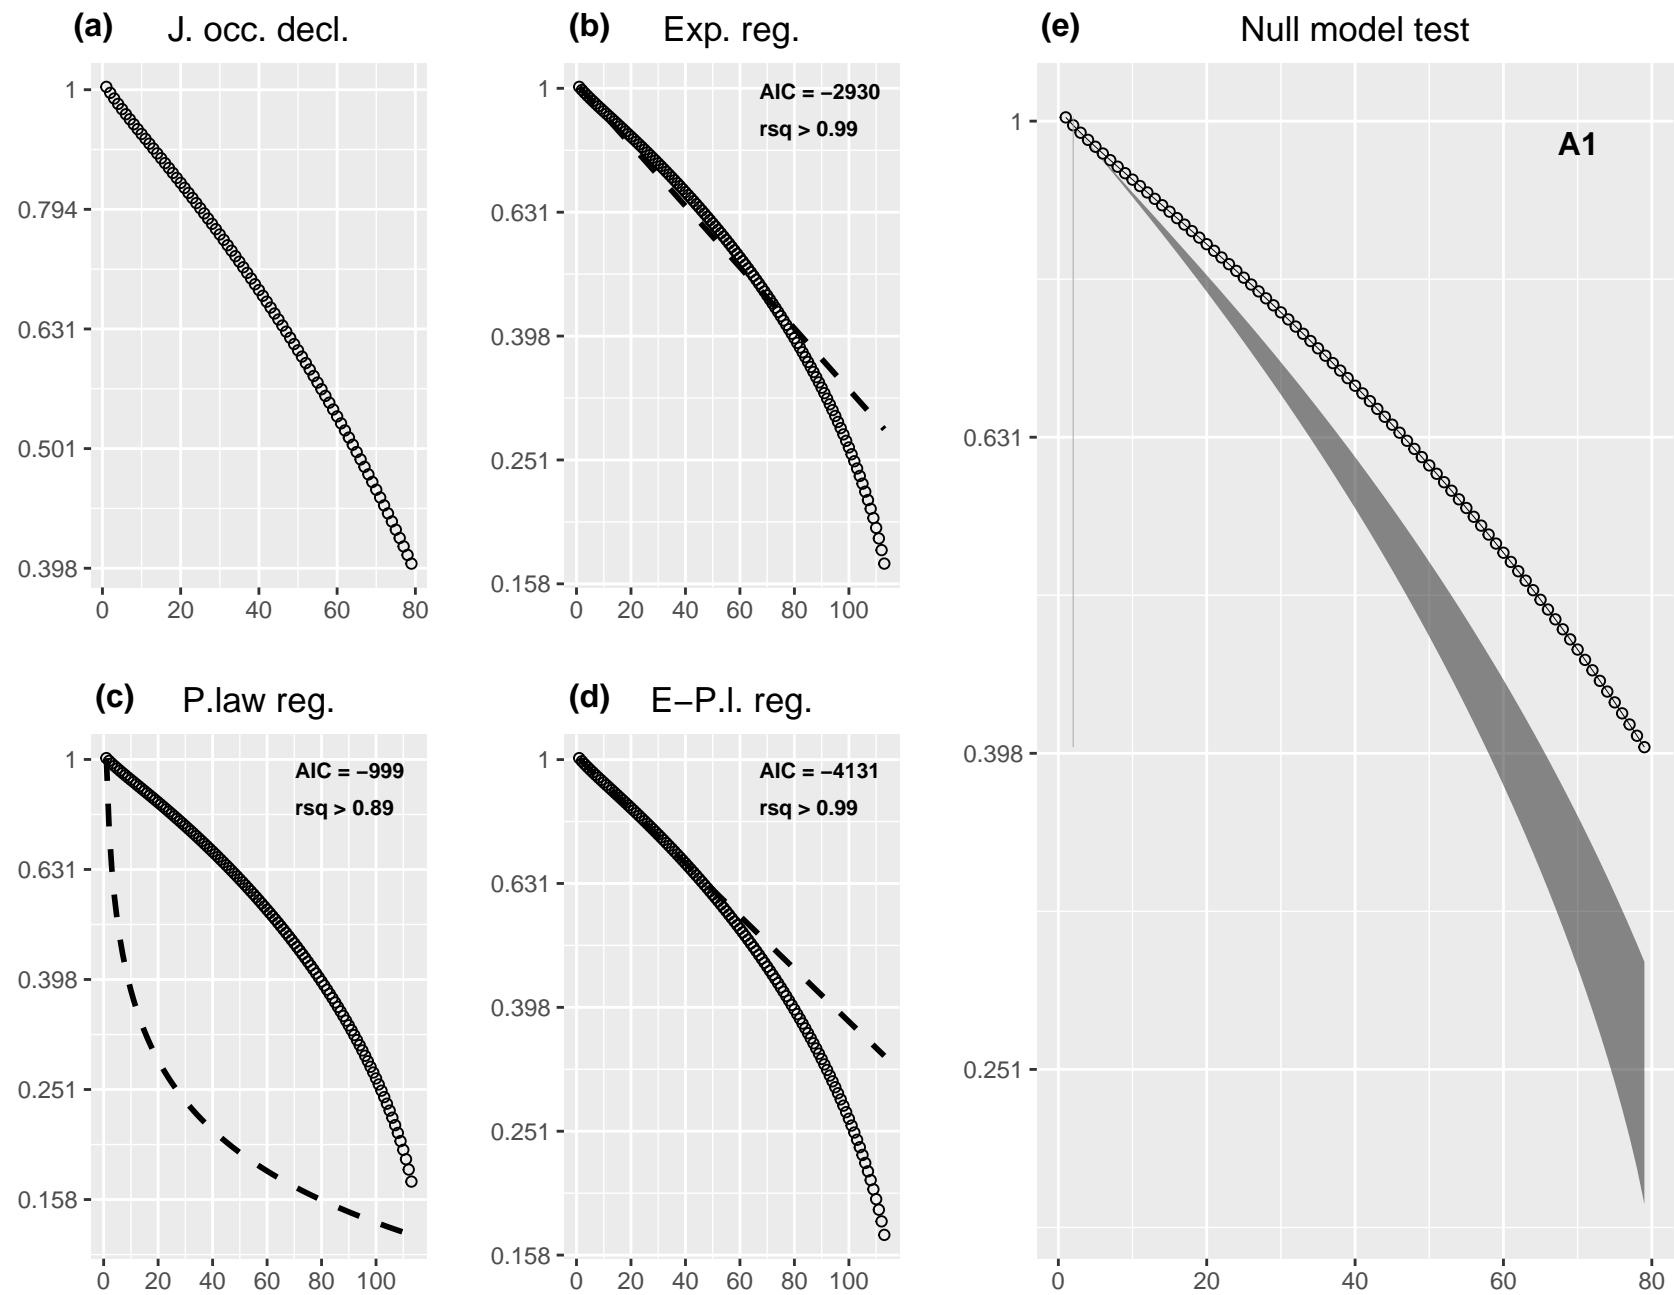 (a) J. occ. decl.
1
0.794
0.631
0.501
0.398
0 20 40 60 80
(b) Exp. reg.
AIC = −2930
rsq > 0.99
1
0.631
0.398
0.251
0.158
0 20 40 60 80 100
(c) P.law reg.
AIC = −999
rsq > 0.89
1
0.631
0.398
0.251
0.158
0 20 40 60 80 100
(d) E−P.l. reg.
AIC = −4131
rsq > 0.99
1
0.631
0.398
0.251
0.158
0 20 40 60 80 100
(e) Null model test
A1
1
0.631
0.398
0.251
0 20 40 60 80